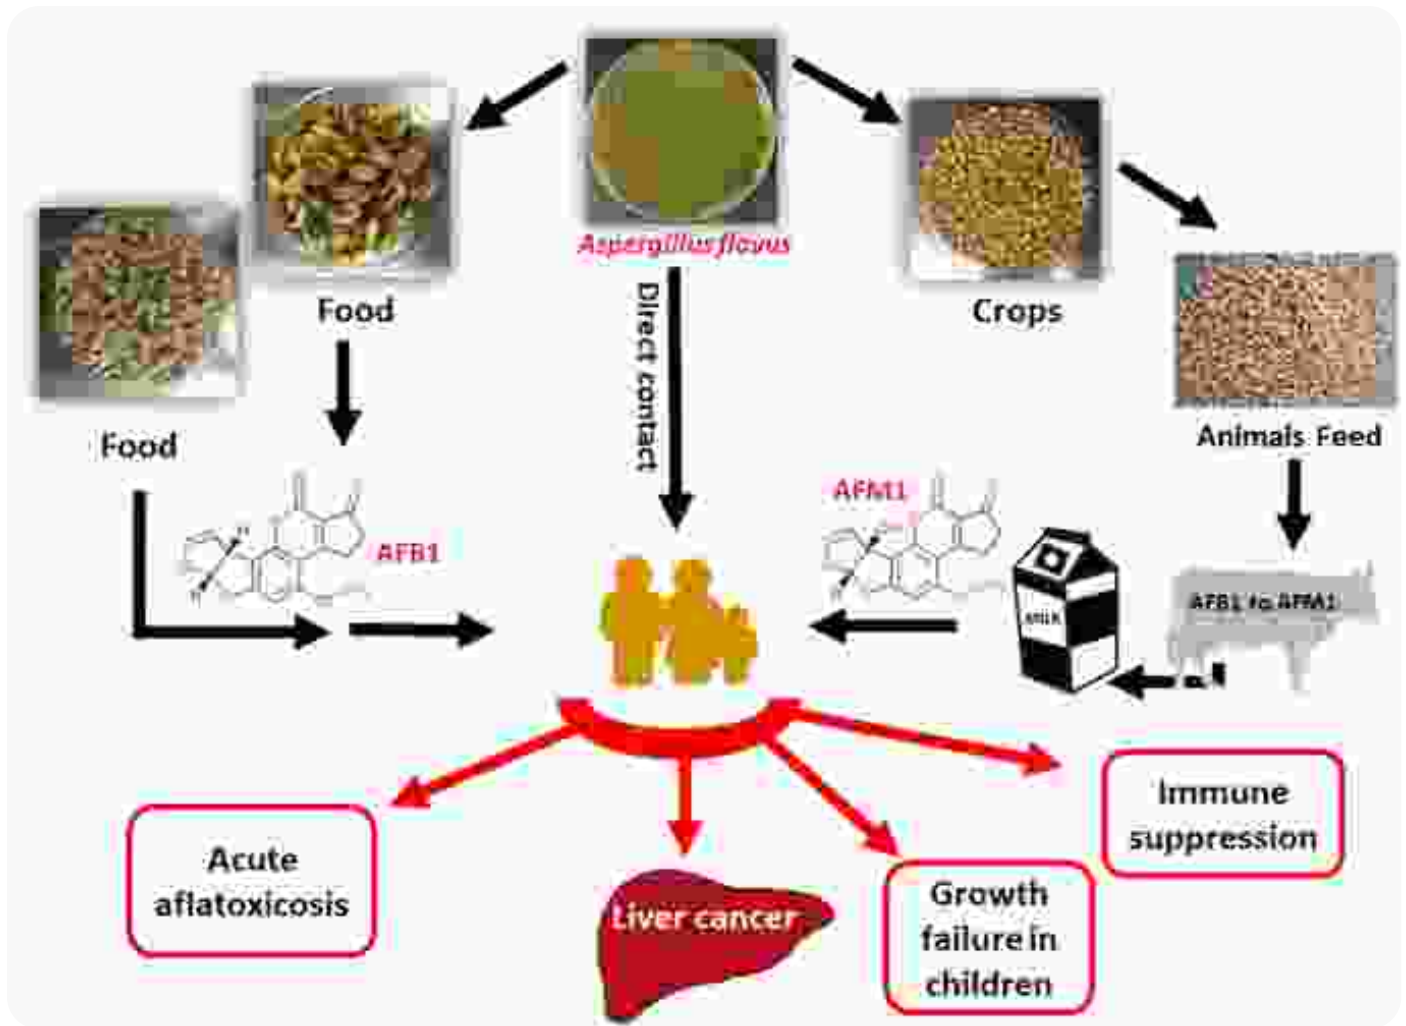 Aspergillus flavus
Food
Crops
Direct contact
Food
Animals Feed
AFM1
AFB1
AFB1 to AFM1
MILK
Immune
suppression
Acute
aflatoxicosis
Liver cancer
Growth
failure in
children